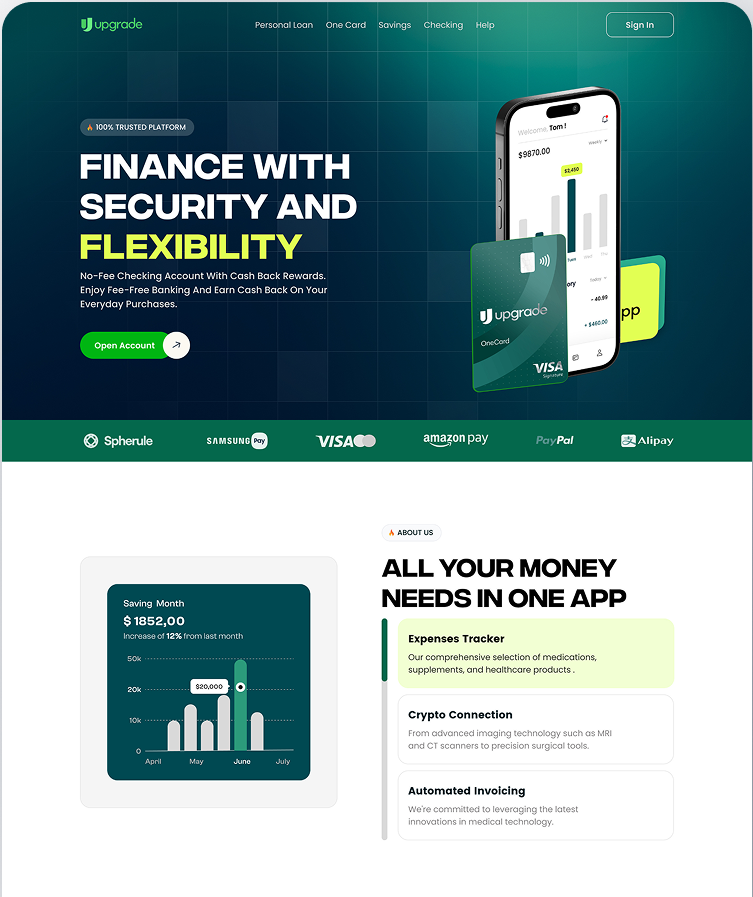 upgrade
Personal Loan One Card Savings Checking Help
Sign In
100% TRUSTED PLATFORM
FINANCE WITH
SECURITY AND
FLEXIBILITY
No-Fee Checking Account With Cash Back Rewards.
Enjoy Fee-Free Banking And Earn Cash Back On Your
Everyday Purchases.
Open Account
Welcome, Tom !
$9870.00
Weekly
$2,450
Tue Wed Thu
ory
Today
- 40.99
+ $460.00
pp
upgrade
OneCard
VISA
Signature
Spherule
SAMSUNG Pay
VISA
amazon pay
PayPal
支 Alipay
ABOUT US
ALL YOUR MONEY
NEEDS IN ONE APP
Saving Month
$ 1852,00
Increase of 12% from last month
50k
$20,000
20k
10k
0
April May June July
Expenses Tracker
Our comprehensive selection of medications,
supplements, and healthcare products .
Crypto Connection
From advanced imaging technology such as MRI
and CT scanners to precision surgical tools.
Automated Invoicing
We're committed to leveraging the latest
innovations in medical technology.